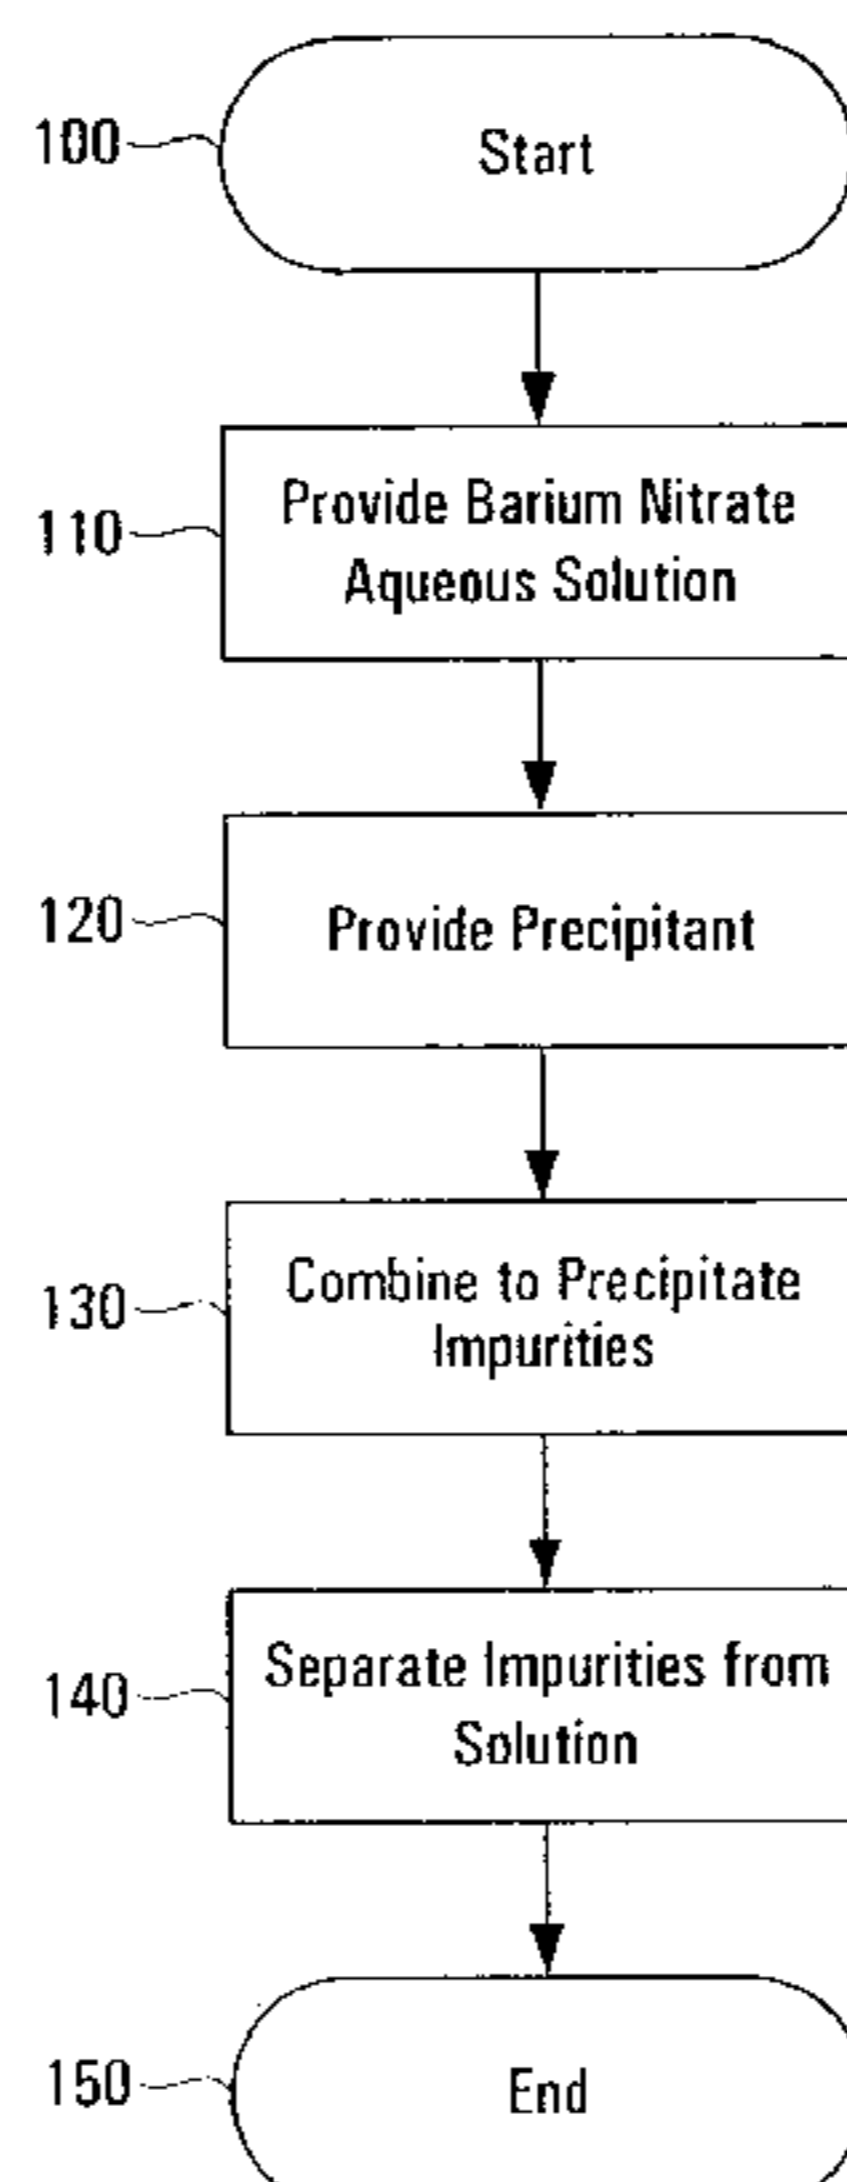 100
Start
110
Provide Barium Nitrate
Aqueous Solution
120
Provide Precipitant
130
Combine to Precipitate
Impurities
140
Separate Impurities from
Solution
150
End